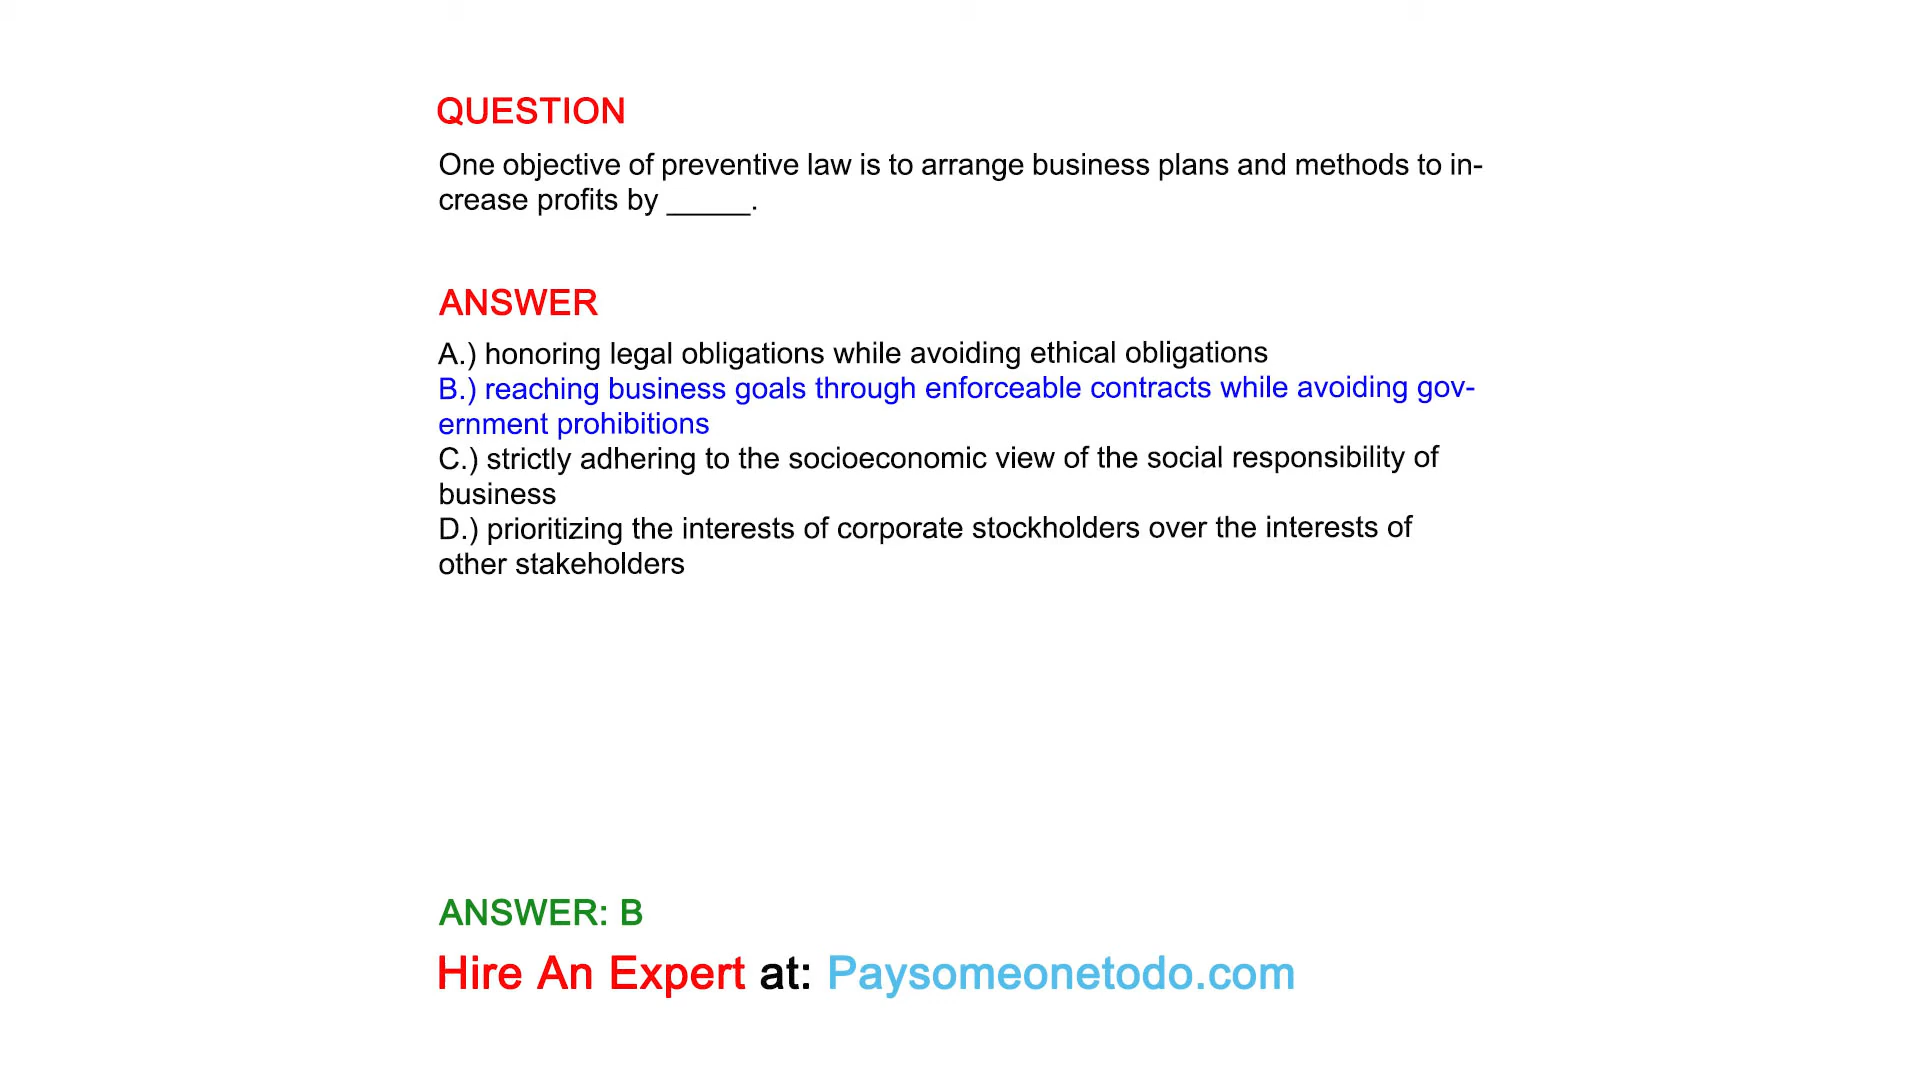 QUESTION
One objective of preventive law is to arrange business plans and methods to in-
crease profits by _____.
ANSWER
A.) honoring legal obligations while avoiding ethical obligations
B.) reaching business goals through enforceable contracts while avoiding gov-
ernment prohibitions
C.) strictly adhering to the socioeconomic view of the social responsibility of
business
D.) prioritizing the interests of corporate stockholders over the interests of
other stakeholders
ANSWER: B
Hire An Expert at: Paysomeonetodo.com